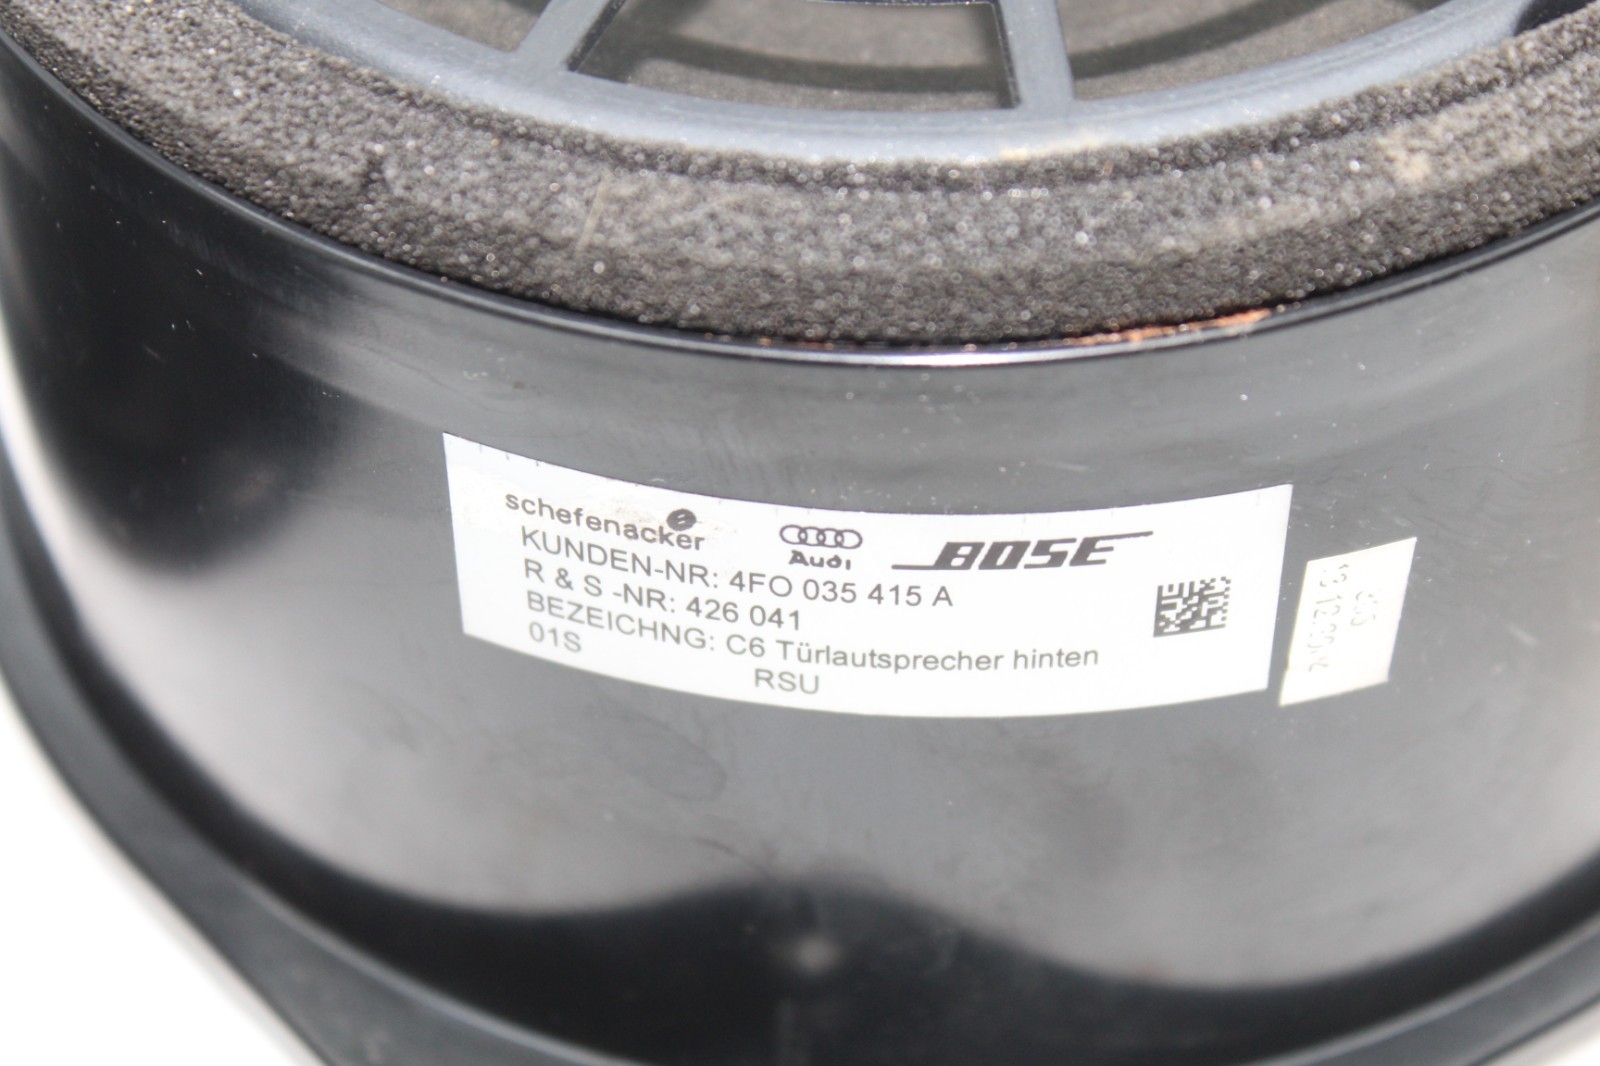 schefenacker
Audi
BOSE
KUNDEN-NR: 4FO 035 415 A
R & S -NR: 426 041
BEZEICHNG: C6 Türlautsprecher hinten
01S
RSU